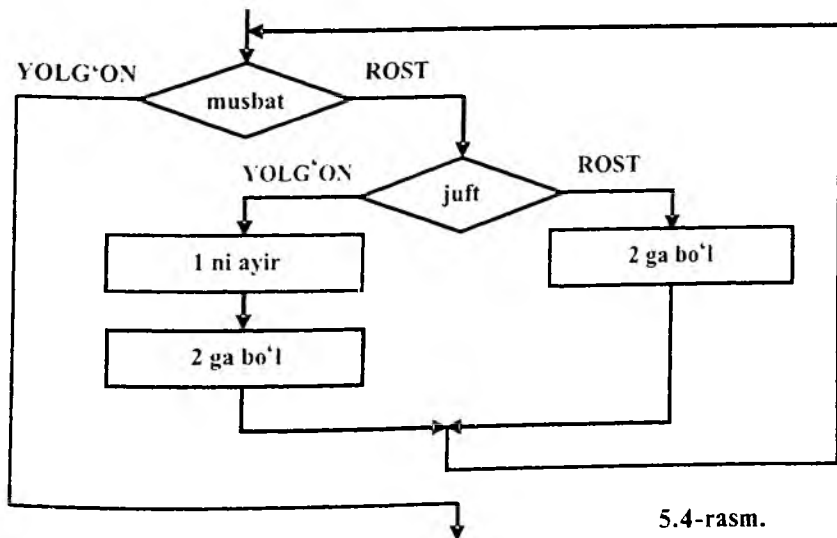 YOLG‘ON
ROST
musbat
YOLG‘ON
ROST
juft
1 ni ayir
2 ga bo‘l
2 ga bo‘l
5.4-rasm.